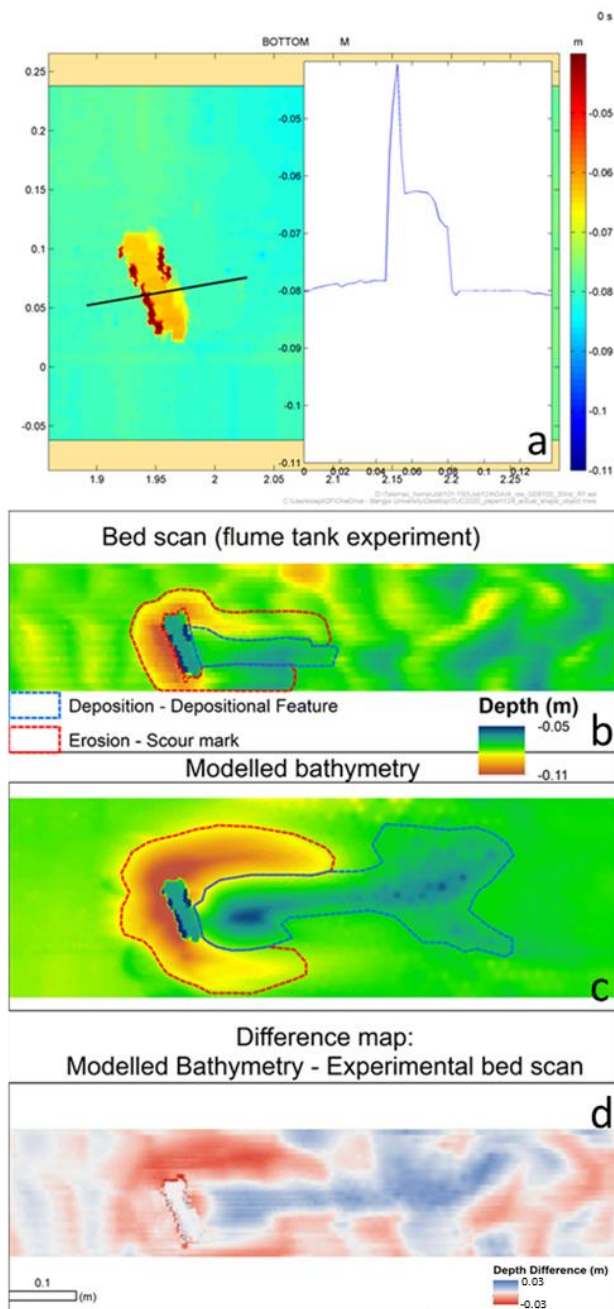 0 s
BOTTOM M
m
0.25
0.2
0.15
0.1
0.05
0
-0.05
1.9
1.95
2
2.05
2.1
2.15
2.2
2.25
-0.05
-0.06
-0.07
-0.08
-0.09
-0.1
-0.11
0
0.02
0.04
0.06
0.08
0.1
0.12
-0.04
-0.05
-0.06
-0.07
-0.08
-0.09
-0.1
-0.11
a
Bed scan (flume tank experiment)
Deposition - Depositional Feature
Erosion - Scour mark
Depth (m)
-0.05
-0.11
b
Modelled bathymetry
c
Difference map:
Modelled Bathymetry - Experimental bed scan
d
0.1
(m)
Depth Difference (m)
0.03
-0.03